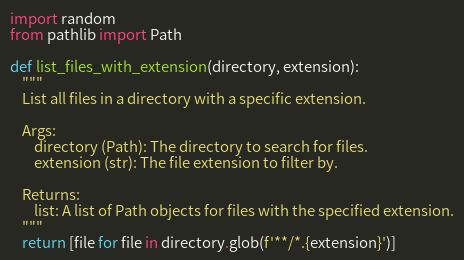 import random
from pathlib import Path

def list_files_with_extension(directory, extension):
    """
    List all files in a directory with a specific extension.

    Args:
        directory (Path): The directory to search for files.
        extension (str): The file extension to filter by.

    Returns:
        list: A list of Path objects for files with the specified extension.
    """
    return [file for file in directory.glob(f'**/*.{extension}')]